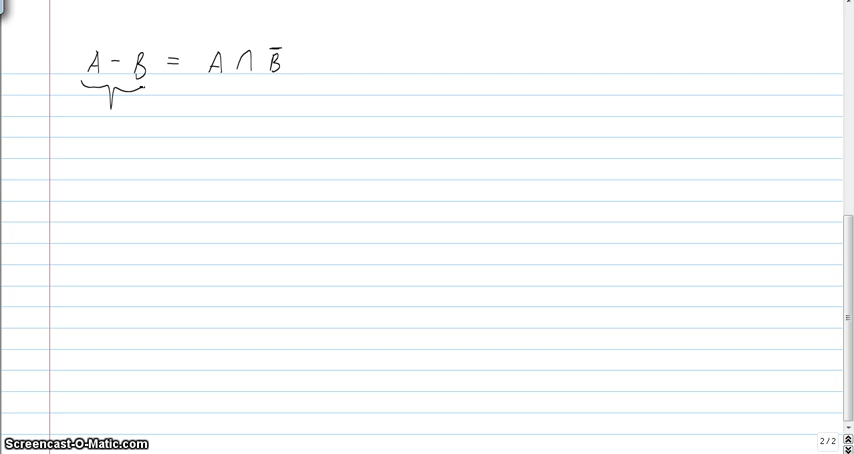 A - B = A ∩ B̅
2 / 2
Screencast-O-Matic.com